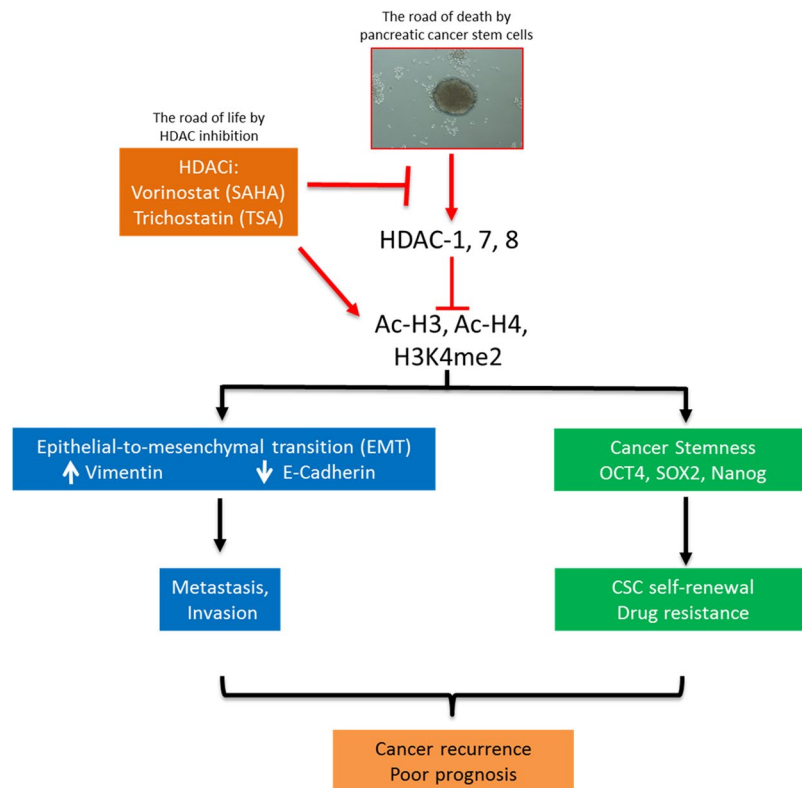 The road of death by
pancreatic cancer stem cells
The road of life by
HDAC inhibition
HDACi:
Vorinostat (SAHA)
Trichostatin (TSA)
HDAC-1, 7, 8
Ac-H3, Ac-H4,
H3K4me2
Epithelial-to-mesenchymal transition (EMT)
Vimentin E-Cadherin
Cancer Stemness
OCT4, SOX2, Nanog
Metastasis,
Invasion
CSC self-renewal
Drug resistance
Cancer recurrence
Poor prognosis